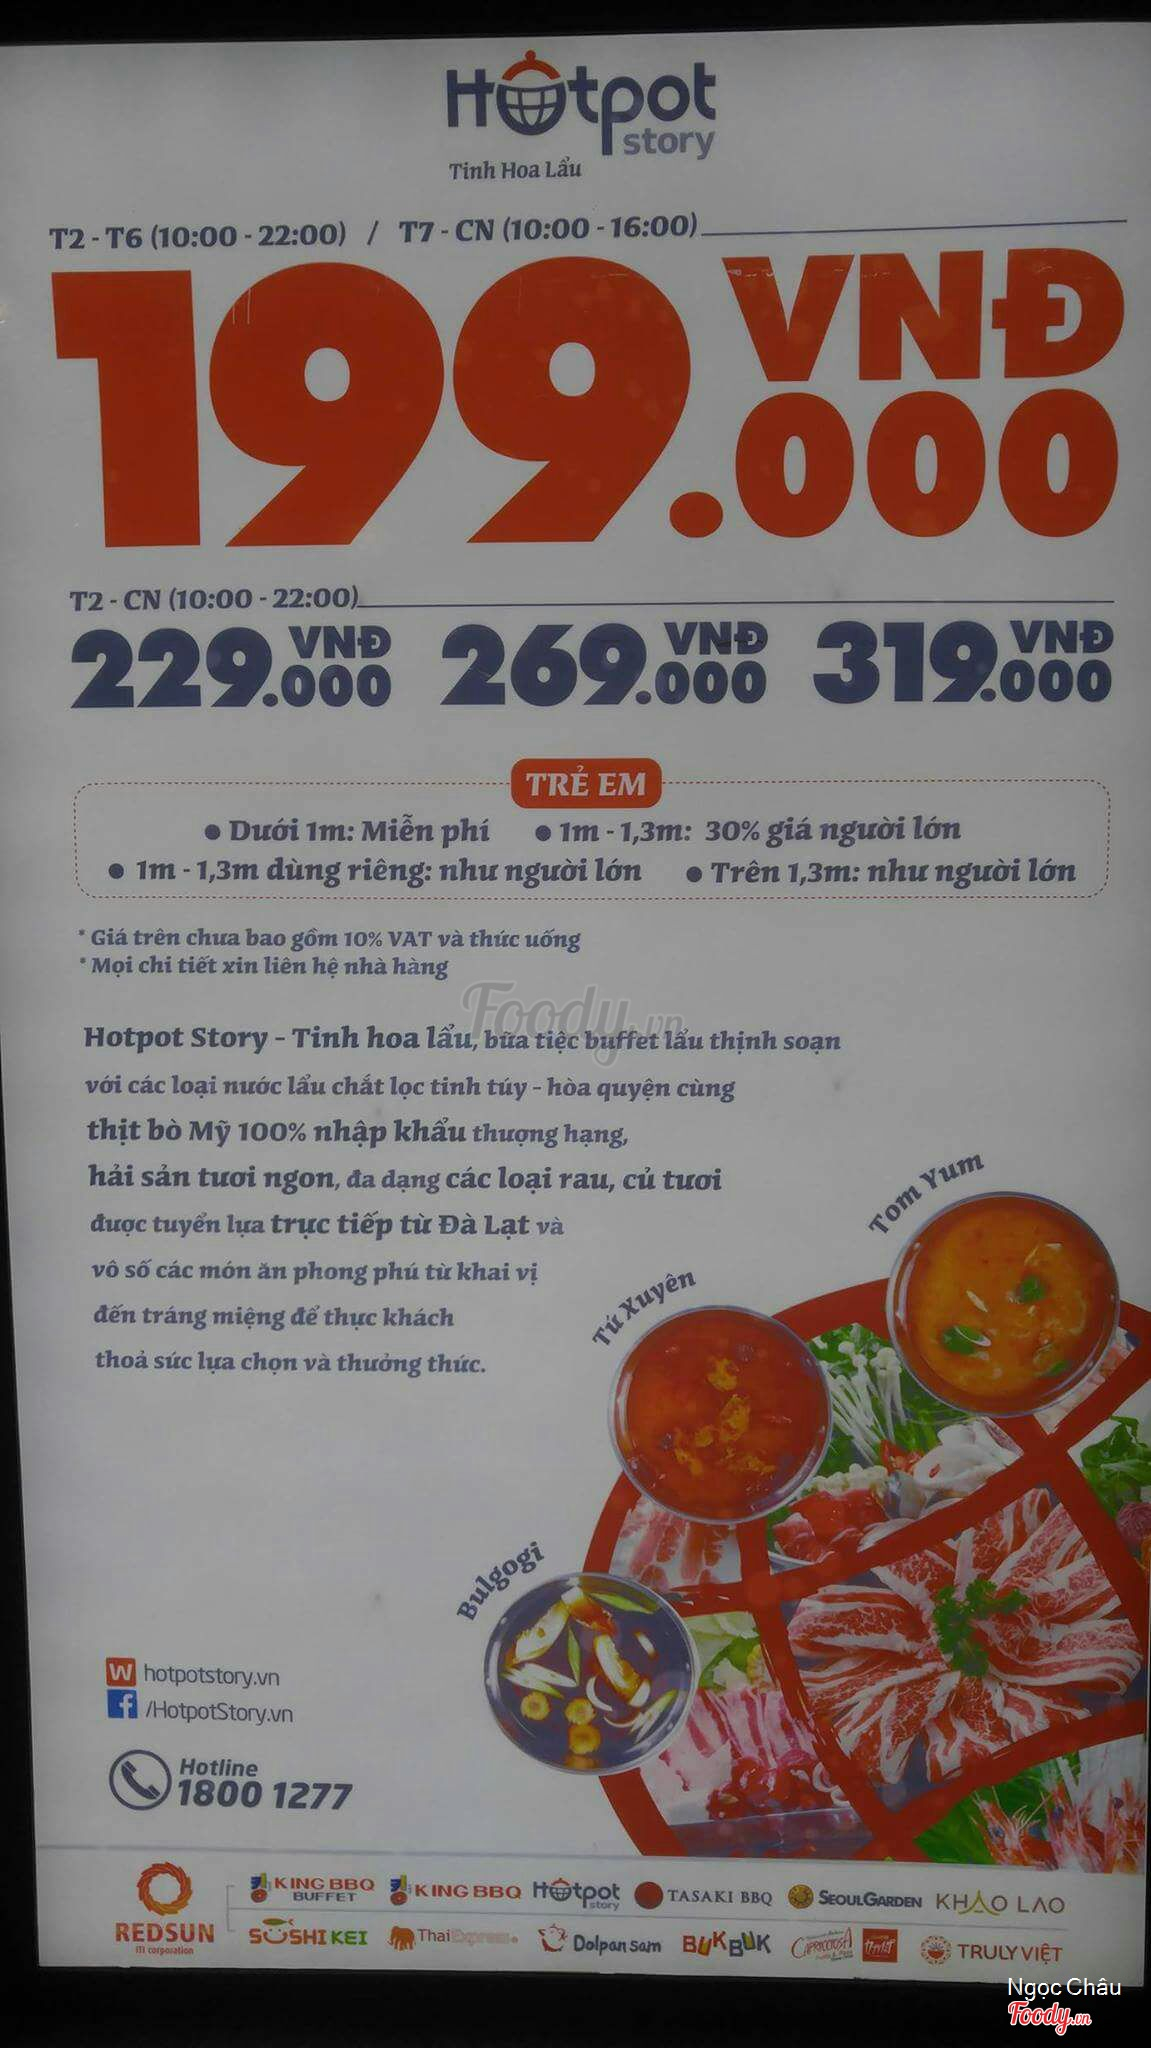 Hotpot
story
Tinh Hoa Lẩu
T2 - T6 (10:00 - 22:00) / T7 - CN (10:00 - 16:00)
199.000 VNĐ
T2 - CN (10:00 - 22:00)
229.000 VNĐ 269.000 VNĐ 319.000 VNĐ
TRẺ EM
• Dưới 1m: Miễn phí • 1m - 1,3m: 30% giá người lớn
• 1m - 1,3m dùng riêng: như người lớn • Trên 1,3m: như người lớn
* Giá trên chưa bao gồm 10% VAT và thức uống
* Mọi chi tiết xin liên hệ nhà hàng
Foody.vn
Hotpot Story - Tinh hoa lẩu, bữa tiệc buffet lẩu thịnh soạn
với các loại nước lẩu chắt lọc tinh túy - hòa quyện cùng
thịt bò Mỹ 100% nhập khẩu thượng hạng,
hải sản tươi ngon, đa dạng các loại rau, củ tươi
được tuyển lựa trực tiếp từ Đà Lạt và
vô số các món ăn phong phú từ khai vị
đến tráng miệng để thực khách
thoả sức lựa chọn và thưởng thức.
Tom Yum
Tứ Xuyên
Bulgogi
W hotpotstory.vn
f /HotpotStory.vn
Hotline
1800 1277
REDSUN
ITI corporation
KING BBQ BUFFET KING BBQ Hotpot story TASAKI BBQ SEOUL GARDEN KHAO LAO
SUSHI KEI ThaiExpress Dolpan sam BUK BUK CAPRICCIOSA TRULY VIỆT
Ngọc Châu
Foody.vn